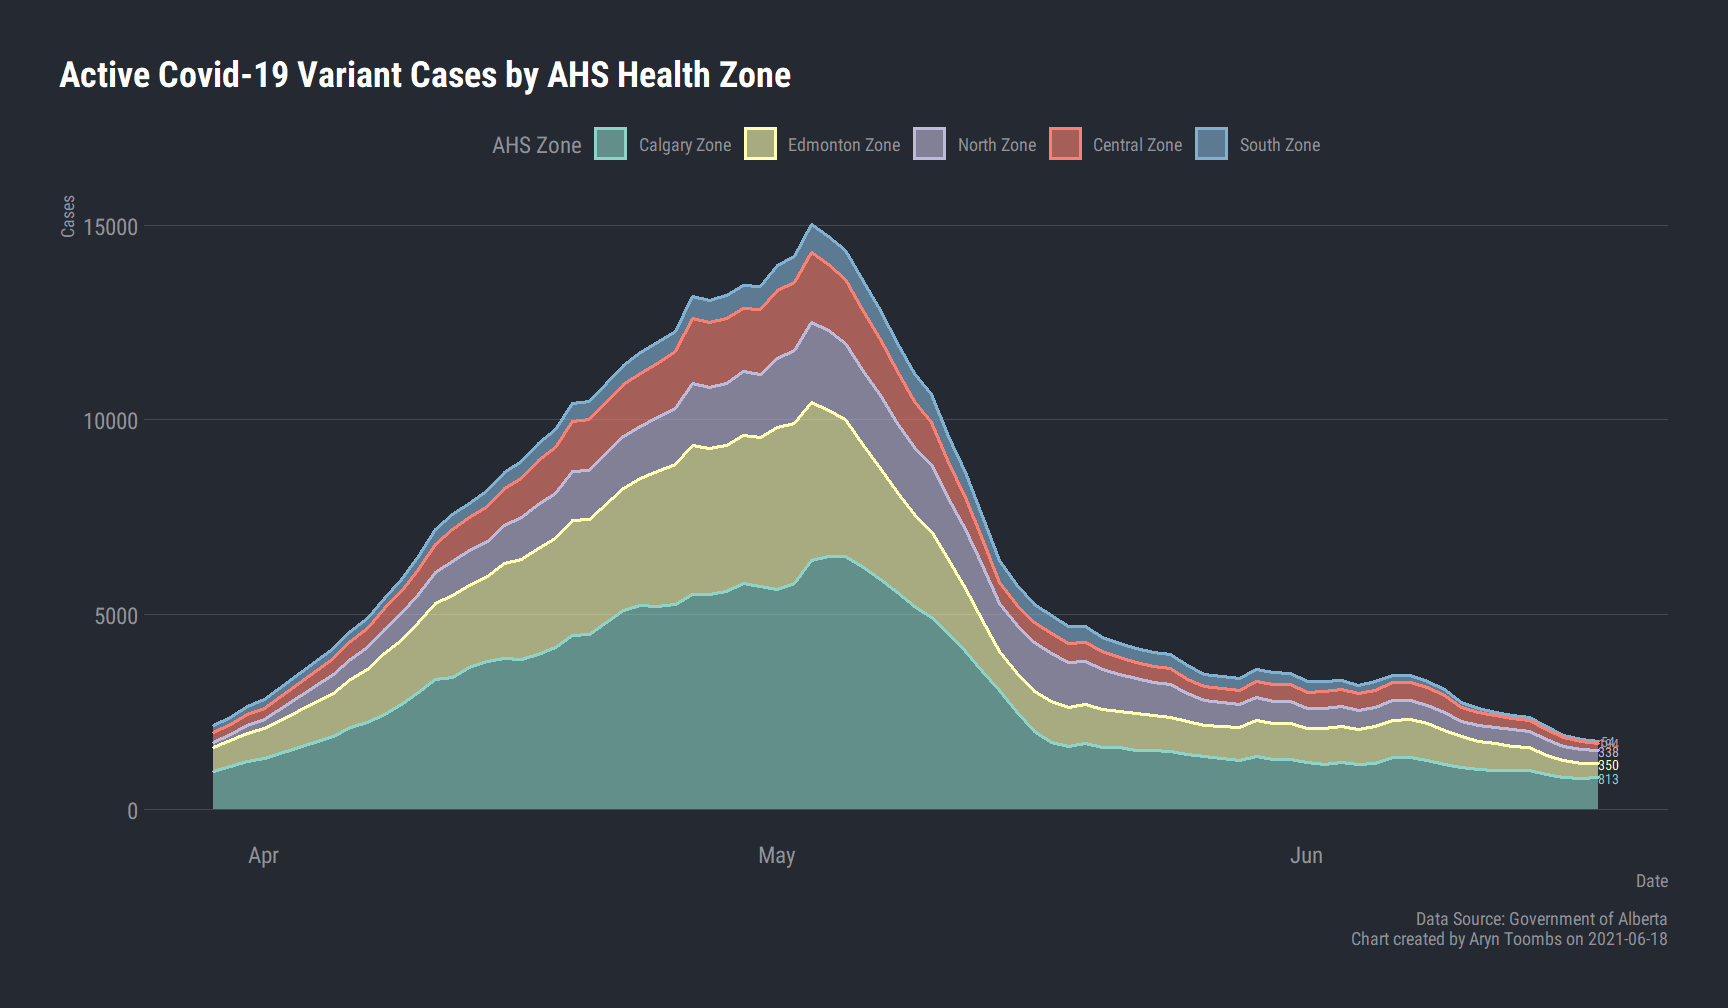 Active Covid-19 Variant Cases by AHS Health Zone
AHS Zone Calgary Zone Edmonton Zone North Zone Central Zone South Zone
Cases
15000
10000
5000
0
54
338
350
813
Apr May Jun
Date
Data Source: Government of Alberta
Chart created by Aryn Toombs on 2021-06-18